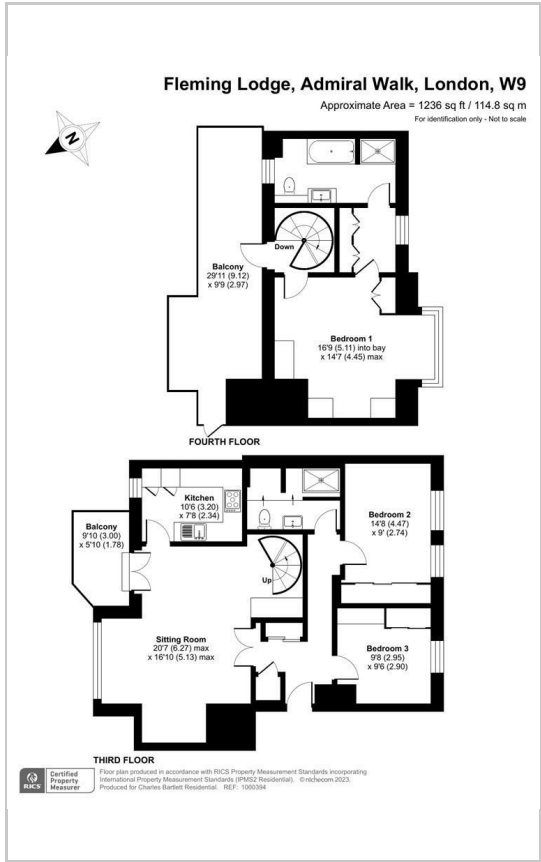 Fleming Lodge, Admiral Walk, London, W9
Approximate Area = 1236 sq ft / 114.8 sq m
For identification only - Not to scale
N
Down
Balcony
29'11 (9.12)
x 9'9 (2.97)
Bedroom 1
16'9 (5.11) into bay
x 14'7 (4.45) max
FOURTH FLOOR
Kitchen
10'6 (3.20)
x 7'8 (2.34)
Balcony
9'10 (3.00)
x 5'10 (1.78)
Bedroom 2
14'8 (4.47)
x 9' (2.74)
Up
Sitting Room
20'7 (6.27) max
x 16'10 (5.13) max
Bedroom 3
9'8 (2.95)
x 9'6 (2.90)
THIRD FLOOR
RICS
Certified
Property
Measurer
Floor plan produced in accordance with RICS Property Measurement Standards incorporating
International Property Measurement Standards (IPMS2 Residential). ©nichecom 2023.
Produced for Charles Bartlett Residential. REF: 1000394